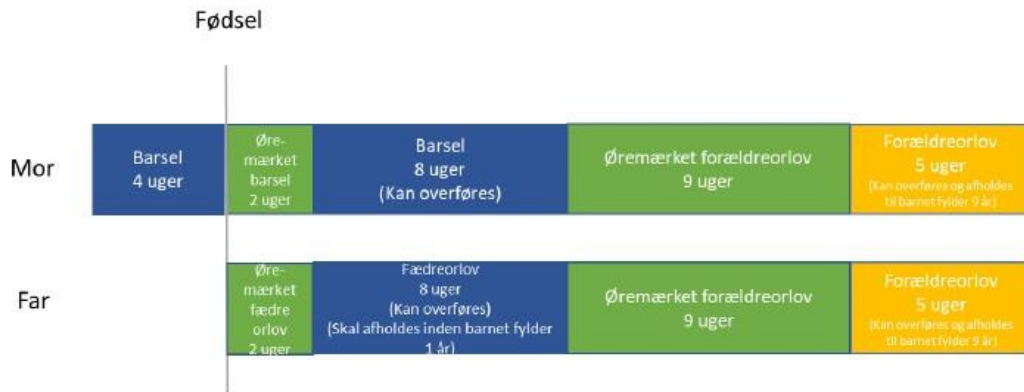 Fødsel
Mor
Barsel
4 uger
Øre-
mærket
barsel
2 uger
Barsel
8 uger
(Kan overføres)
Øremærket forældreorlov
9 uger
Forældreorlov
5 uger
(Kan overføres og afholdes
til barnet fylder 9 år)
Far
Øre-
mærket
fædre
orlov
2 uger
Fædreorlov
8 uger
(Kan overføres)
(Skal afholdes inden barnet fylder
1 år)
Øremærket forældreorlov
9 uger
Forældreorlov
5 uger
(Kan overføres og afholdes
til barnet fylder 9 år)